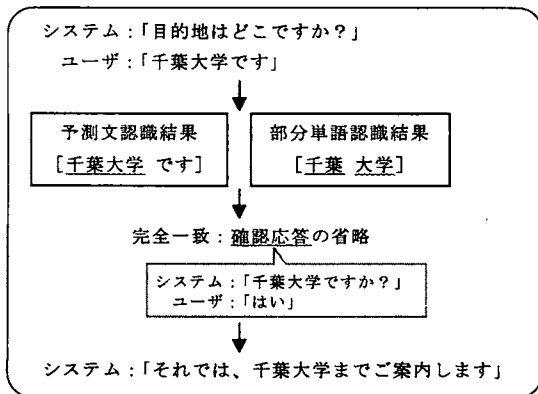 システム：「目的地はどこですか？」
ユーザ：「千葉大学です」
予測文認識結果
[千葉大学 です]
部分単語認識結果
[千葉 大学]
完全一致：確認応答の省略
システム：「千葉大学ですか？」
ユーザ：「はい」
システム：「それでは、千葉大学までご案内します」